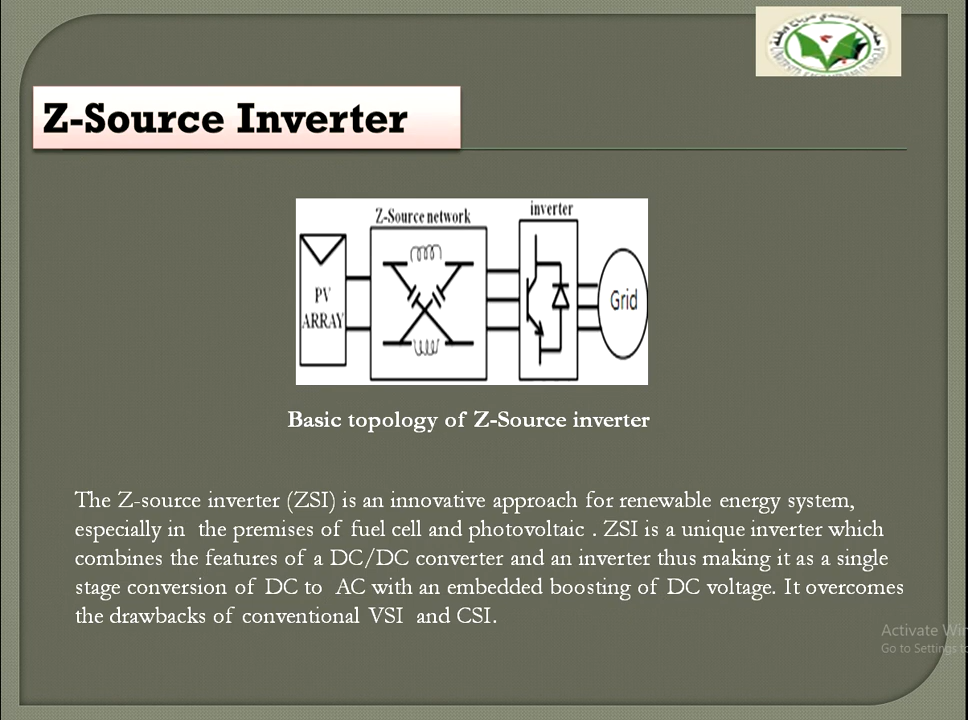 Z-Source Inverter
Z-Source network
inverter
PV
ARRAY
Grid
Basic topology of Z-Source inverter
The Z-source inverter (ZSI) is an innovative approach for renewable energy system,
especially in the premises of fuel cell and photovoltaic . ZSI is a unique inverter which
combines the features of a DC/DC converter and an inverter thus making it as a single
stage conversion of DC to AC with an embedded boosting of DC voltage. It overcomes
the drawbacks of conventional VSI and CSI.
Activate Win
Go to Settings to